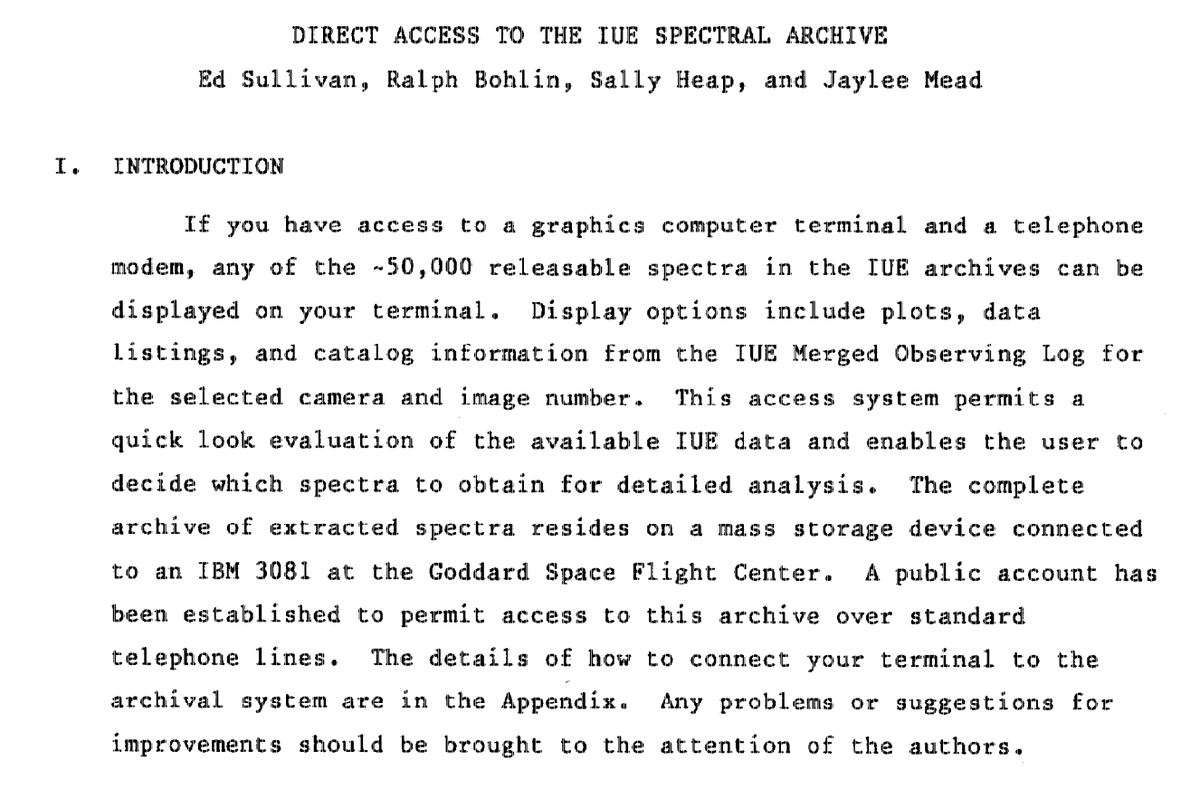 DIRECT ACCESS TO THE IUE SPECTRAL ARCHIVE
Ed Sullivan, Ralph Bohlin, Sally Heap, and Jaylee Mead
I. INTRODUCTION
If you have access to a graphics computer terminal and a telephone
modem, any of the ~50,000 releasable spectra in the IUE archives can be
displayed on your terminal. Display options include plots, data
listings, and catalog information from the IUE Merged Observing Log for
the selected camera and image number. This access system permits a
quick look evaluation of the available IUE data and enables the user to
decide which spectra to obtain for detailed analysis. The complete
archive of extracted spectra resides on a mass storage device connected
to an IBM 3081 at the Goddard Space Flight Center. A public account has
been established to permit access to this archive over standard
telephone lines. The details of how to connect your terminal to the
archival system are in the Appendix. Any problems or suggestions for
improvements should be brought to the attention of the authors.